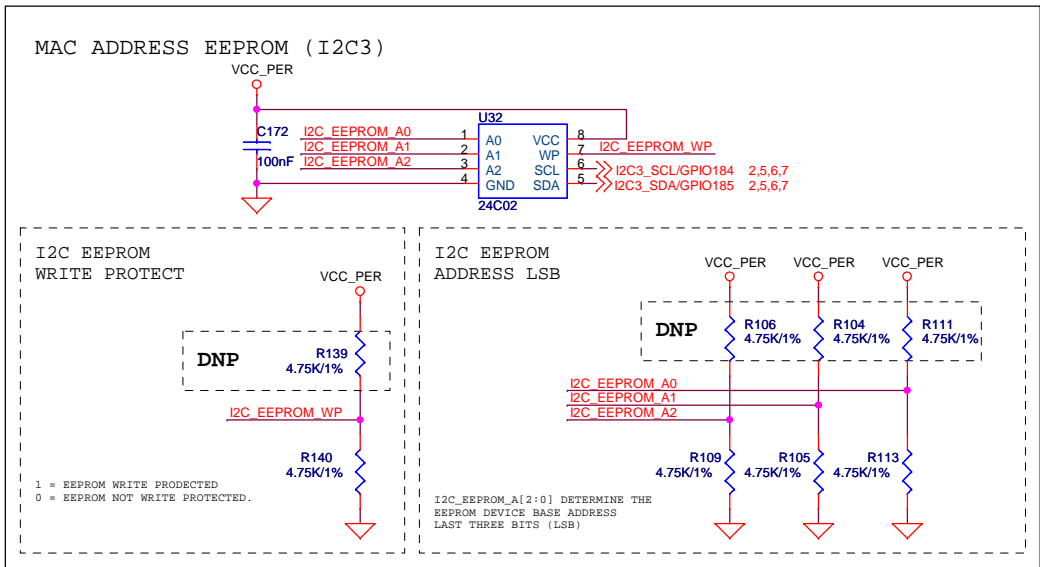 MAC ADDRESS EEPROM (I2C3)
VCC_PER
C172
100nF
I2C_EEPROM_A0
I2C_EEPROM_A1
I2C_EEPROM_A2
U32
1 A0 VCC 8
2 A1 WP 7 I2C_EEPROM_WP
3 A2 SCL 6 I2C3_SCL/GPIO184 2,5,6,7
4 GND SDA 5 I2C3_SDA/GPIO185 2,5,6,7
24C02
I2C EEPROM
WRITE PROTECT
VCC_PER
DNP
R139
4.75K/1%
I2C_EEPROM_WP
R140
4.75K/1%
1 = EEPROM WRITE PRODECTED
0 = EEPROM NOT WRITE PROTECTED.
I2C EEPROM
ADDRESS LSB
VCC_PER VCC_PER VCC_PER
DNP
R106 R104 R111
4.75K/1% 4.75K/1% 4.75K/1%
I2C_EEPROM_A0
I2C_EEPROM_A1
I2C_EEPROM_A2
R109 R105 R113
4.75K/1% 4.75K/1% 4.75K/1%
I2C_EEPROM_A[2:0] DETERMINE THE
EEPROM DEVICE BASE ADDRESS
LAST THREE BITS (LSB)